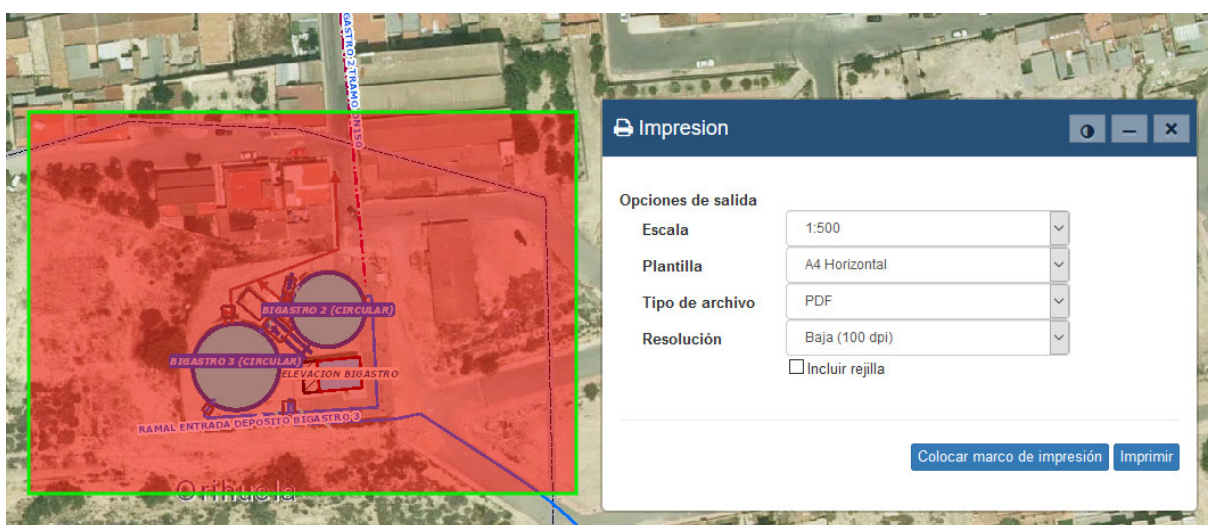 GASTRO 2 TRAMO DN150
BIGASTRO 2 (CIRCULAR)
BIGASTRO 3 (CIRCULAR)
ELEVACION BIGASTRO
RAMAL ENTRADA DEPOSITO BIGASTRO 3
Orihuela
Impresion
Opciones de salida
Escala 1:500
Plantilla A4 Horizontal
Tipo de archivo PDF
Resolución Baja (100 dpi)
Incluir rejilla
Colocar marco de impresión Imprimir